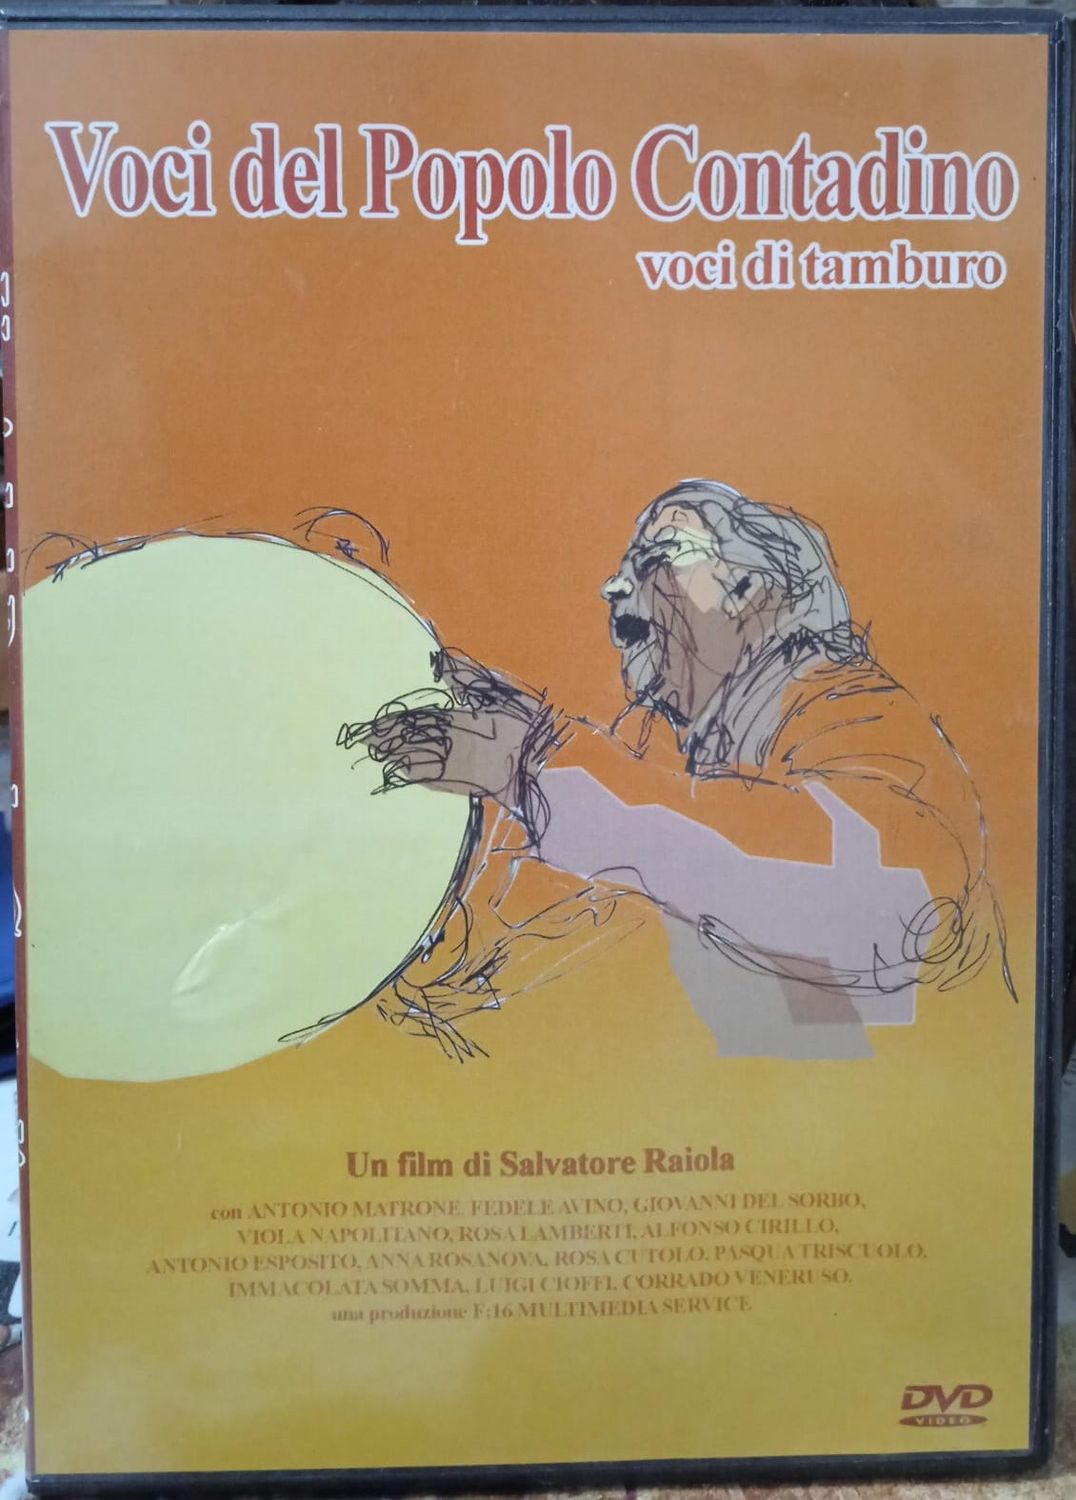 Voci del Popolo Contadino
voci di tamburo
Un film di Salvatore Raiola
con ANTONIO MATRONE, FEDELE AVINO, GIOVANNI DEL SORBO,
VIOLA NAPOLITANO, ROSA LAMBERTI, ALFONSO CIRILLO,
ANTONIO ESPOSITO, ANNA ROSANOVA, ROSA CUTOLO, PASQUA TRISCUOLO,
IMMACOLATA SOMMA, LUIGI CIOFFI, CORRADO VENERUSO.
una produzione F:16 MULTIMEDIA SERVICE
DVD
VIDEO